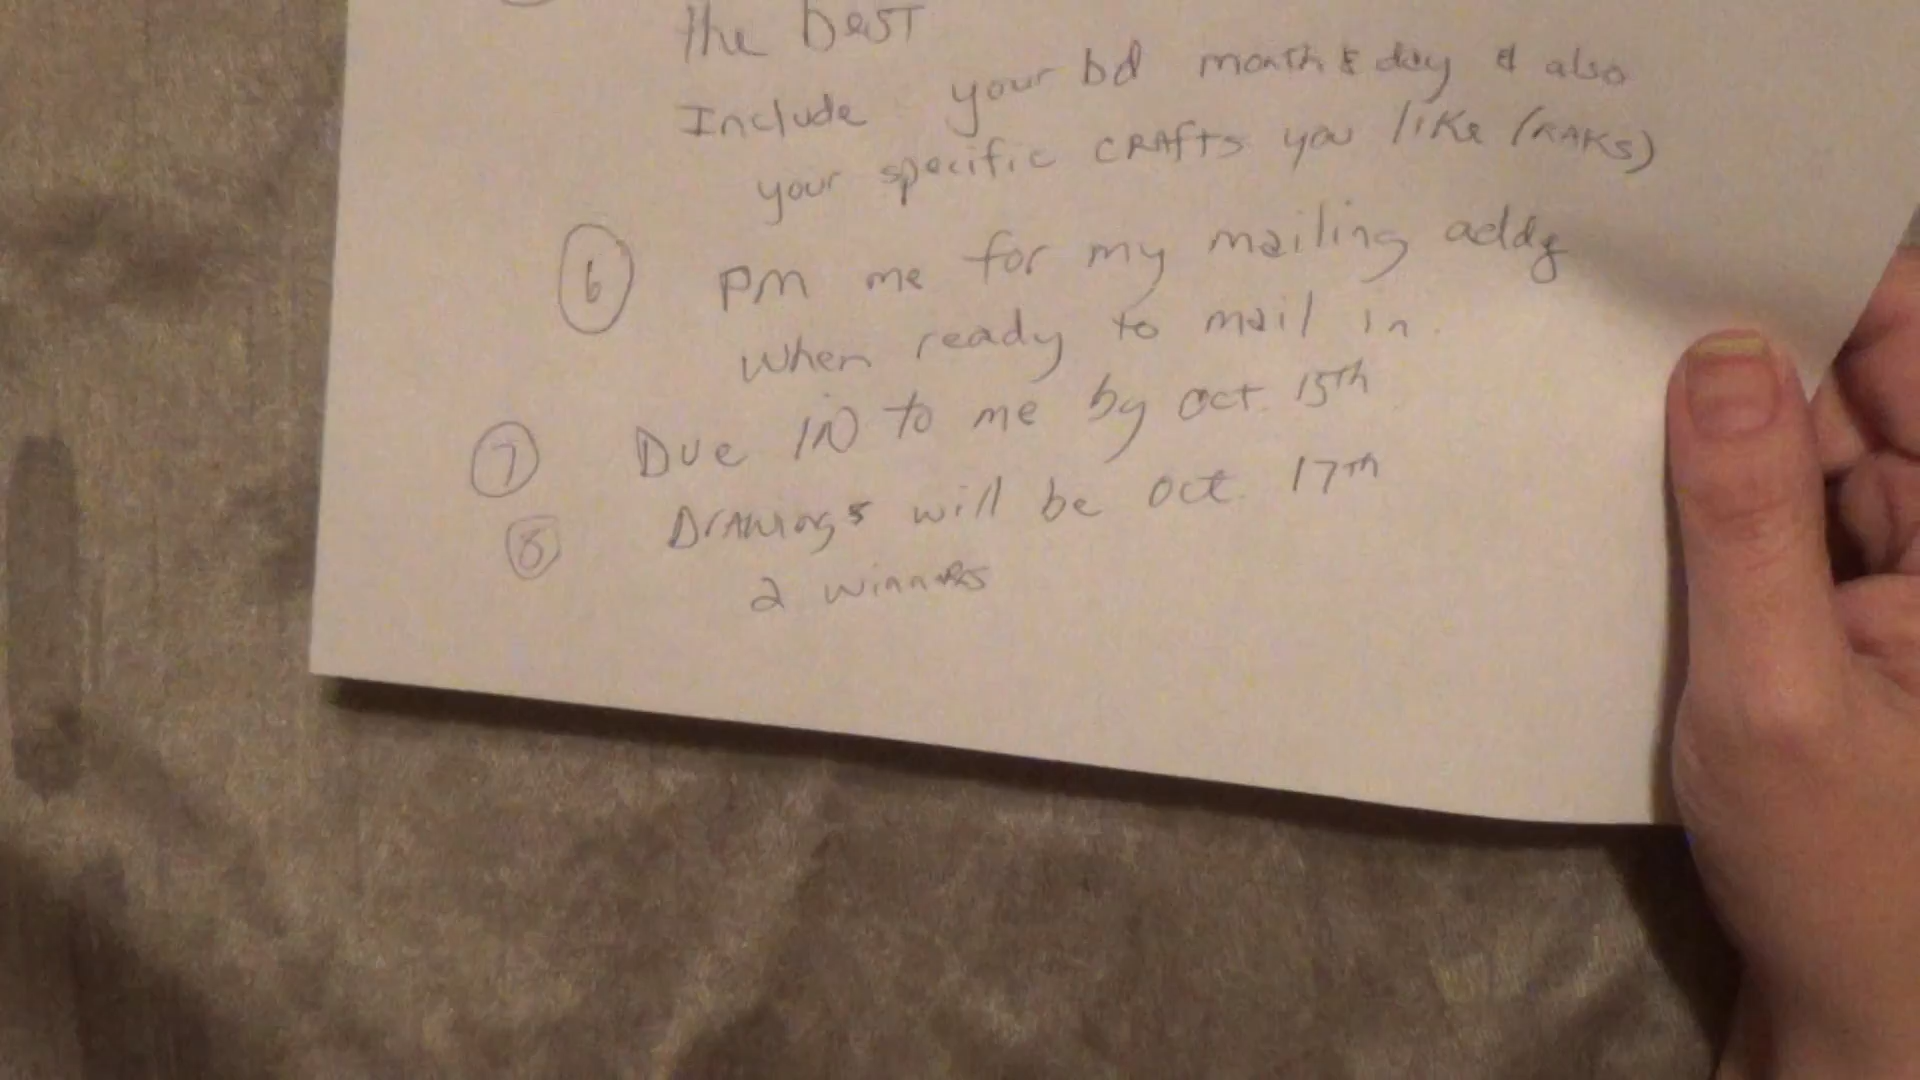 the best
Include your bd month & day & also
your specific CRAfts you like (RAKS)
6 pm me for my mailing addy
when ready to mail in.
7 Due IN to me by oct. 15th
8 Drawings will be oct. 17th
2 winners